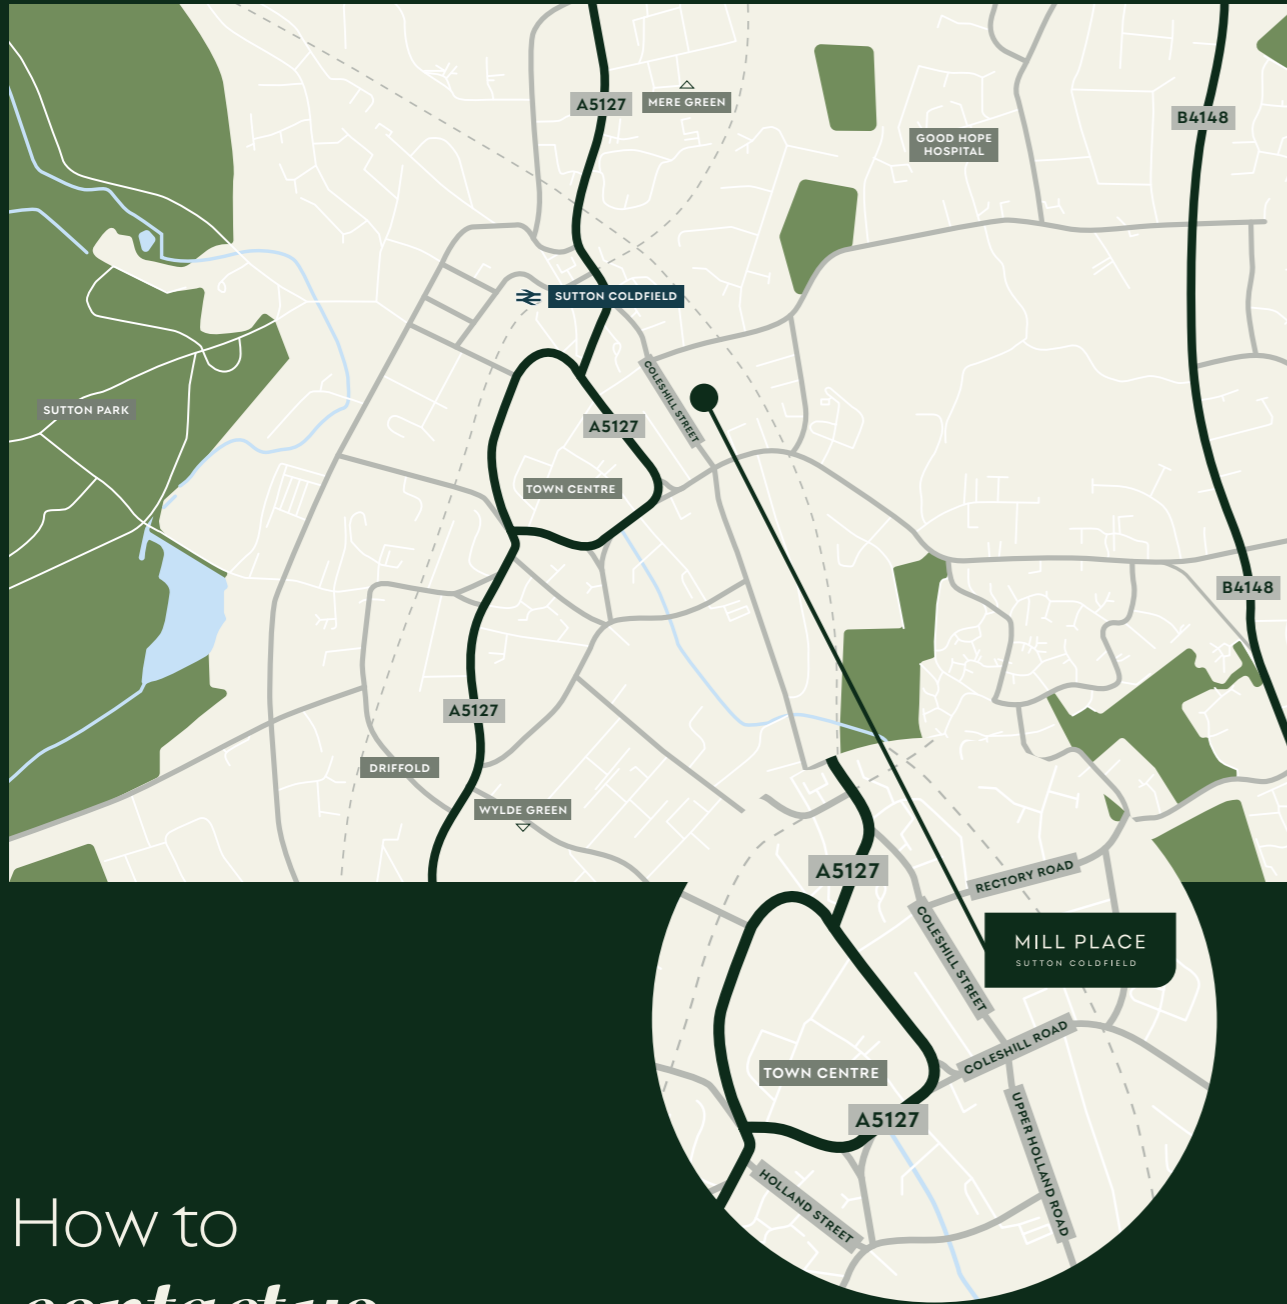 A5127
MERE GREEN
B4148
GOOD HOPE
HOSPITAL
SUTTON COLDFIELD
COLESHILL STREET
SUTTON PARK
A5127
TOWN CENTRE
B4148
A5127
DRIFFOLD
WYLDE GREEN
A5127
RECTORY ROAD
COLESHILL STREET
MILL PLACE
SUTTON COLDFIELD
COLESHILL ROAD
TOWN CENTRE
A5127
UPPER HOLLAND ROAD
HOLLAND STREET
How to
contact us